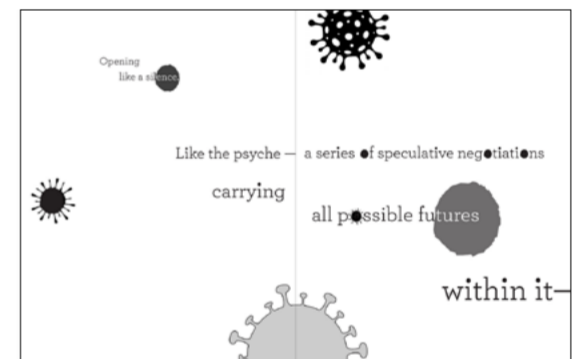 Opening
like a silence.
Like the psyche — a series of speculative negotiations
carrying
all possible futures
within it—